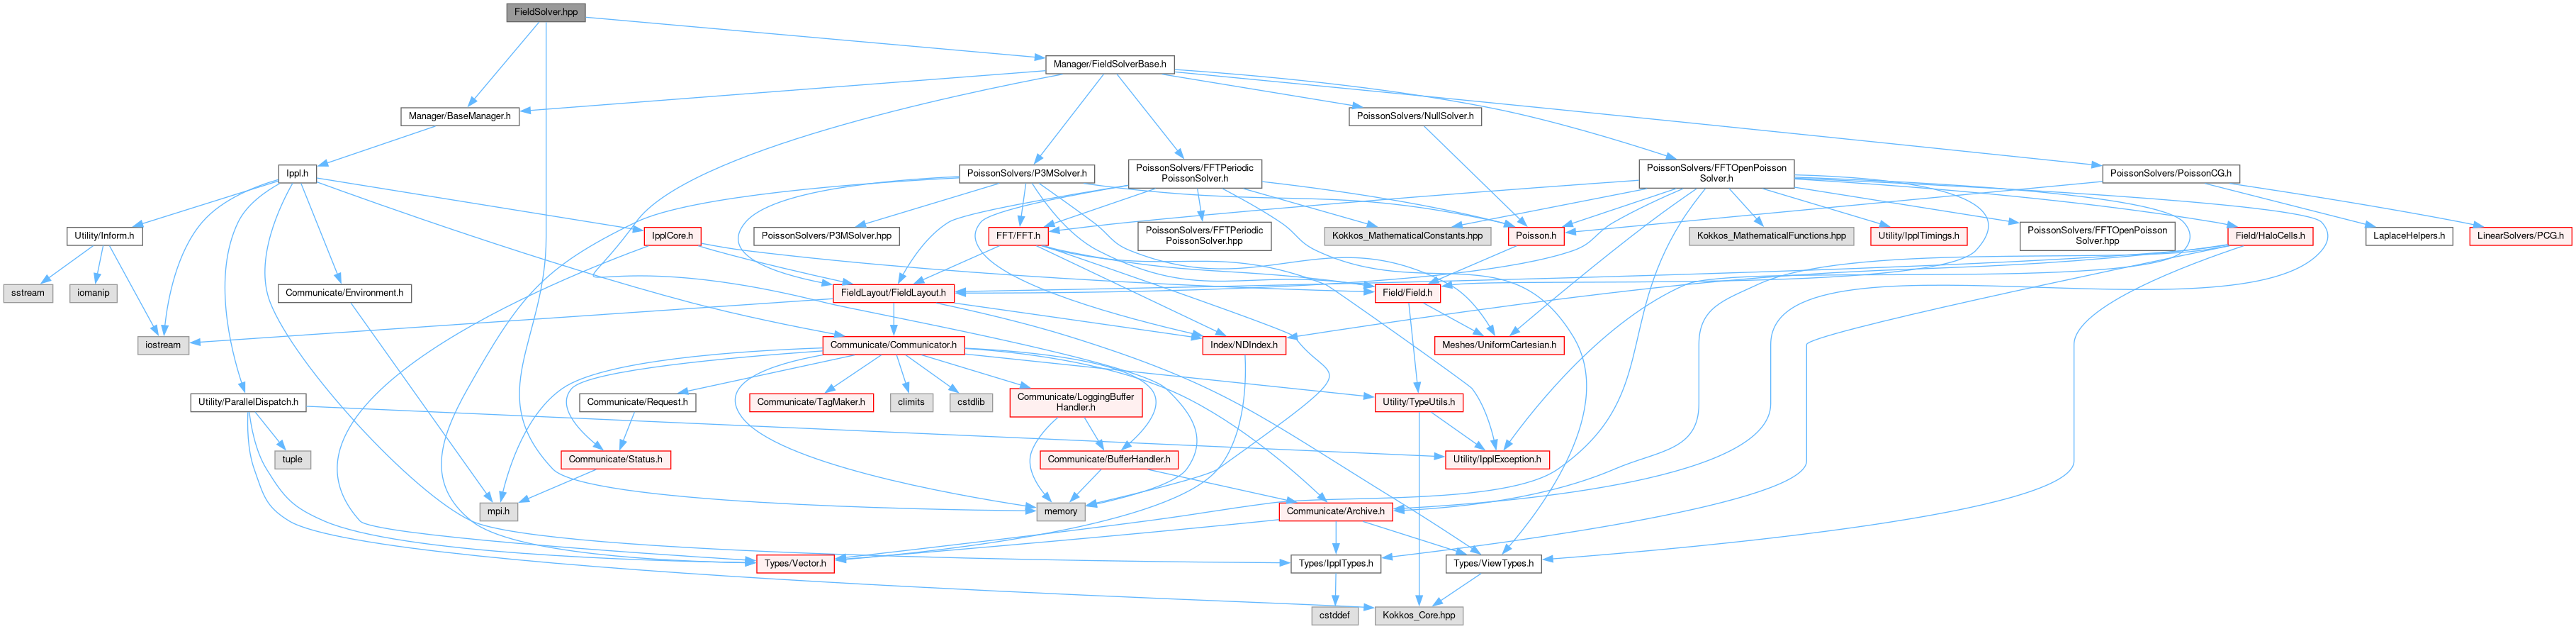 FieldSolver.hpp
Manager/FieldSolverBase.h
Manager/BaseManager.h
PoissonSolvers/NullSolver.h
Ippl.h
PoissonSolvers/P3MSolver.h
PoissonSolvers/FFTPeriodic
PoissonSolver.h
PoissonSolvers/FFTOpenPoisson
Solver.h
PoissonSolvers/PoissonCG.h
Utility/Inform.h
IpplCore.h
PoissonSolvers/P3MSolver.hpp
FFT/FFT.h
PoissonSolvers/FFTPeriodic
PoissonSolver.hpp
Kokkos_MathematicalConstants.hpp
Poisson.h
Kokkos_MathematicalFunctions.hpp
Utility/IpplTimings.h
PoissonSolvers/FFTOpenPoisson
Solver.hpp
Field/HaloCells.h
LaplaceHelpers.h
LinearSolvers/PCG.h
sstream
iomanip
Communicate/Environment.h
FieldLayout/FieldLayout.h
Field/Field.h
iostream
Communicate/Communicator.h
Index/NDIndex.h
Meshes/UniformCartesian.h
Utility/ParallelDispatch.h
Communicate/Request.h
Communicate/TagMaker.h
climits
cstdlib
Communicate/LoggingBuffer
Handler.h
Utility/TypeUtils.h
tuple
Communicate/Status.h
Communicate/BufferHandler.h
Utility/IpplException.h
mpi.h
memory
Communicate/Archive.h
Types/Vector.h
Types/IpplTypes.h
Types/ViewTypes.h
cstddef
Kokkos_Core.hpp